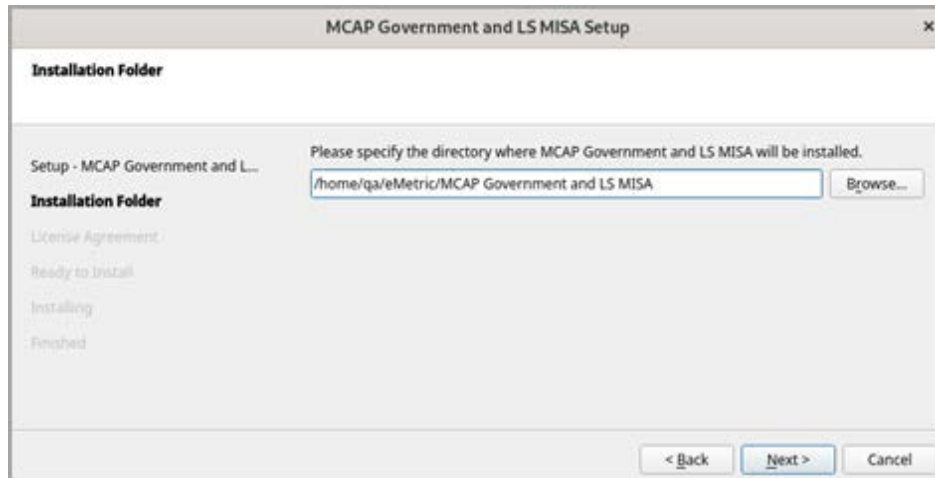 MCAP Government and LS MISA Setup
×
Installation Folder
Setup - MCAP Government and L...
Installation Folder
License Agreement
Ready to Install
Installing
Finished
Please specify the directory where MCAP Government and LS MISA will be installed.
/home/qa/eMetric/MCAP Government and LS MISA
Browse...
< Back
Next >
Cancel